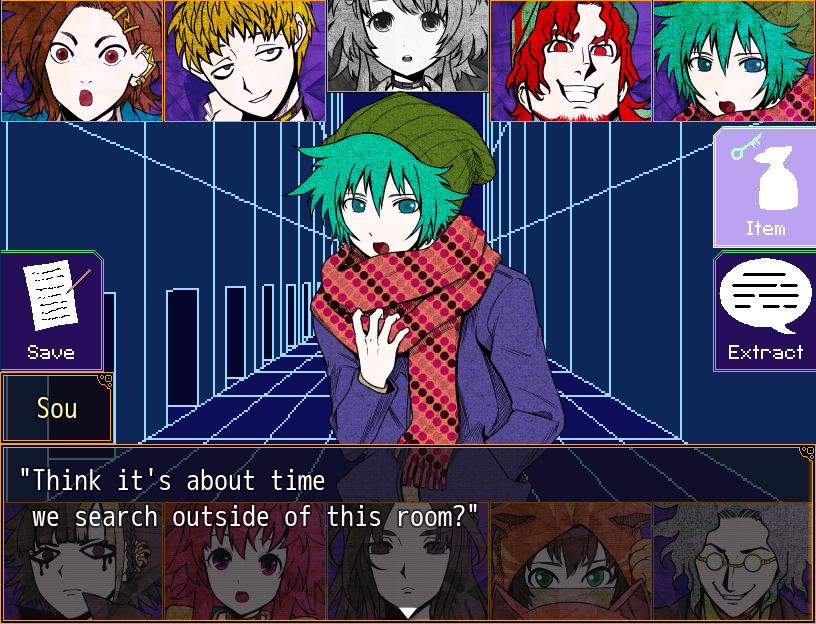 Item
Save
Extract
Sou
"Think it's about time
we search outside of this room?"